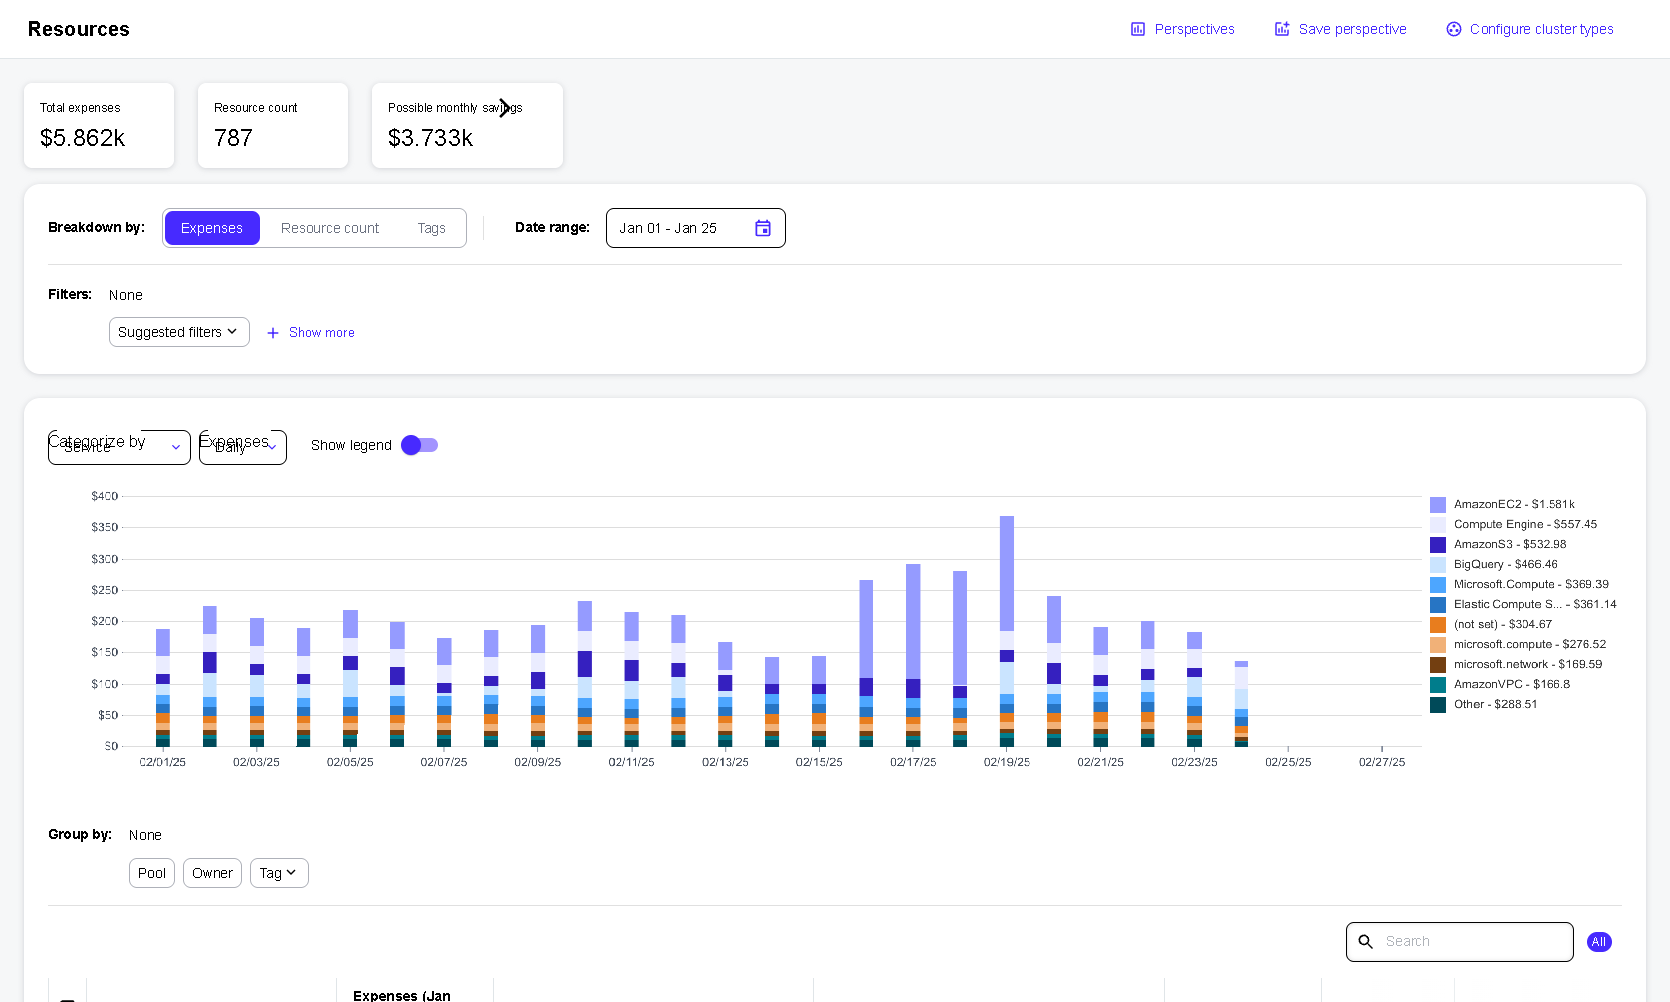 Resources
Perspectives
Save perspective
Configure cluster types
Total expenses
$5.862k
Resource count
787
Possible monthly savings
$3.733k
Breakdown by:
Expenses
Resource count
Tags
Date range:
Jan 01 - Jan 25
Filters:
None
Suggested filters
Show more
Categorize by
Service
Expenses
Daily
Show legend
$400
$350
$300
$250
$200
$150
$100
$50
$0
02/01/25
02/03/25
02/05/25
02/07/25
02/09/25
02/11/25
02/13/25
02/15/25
02/17/25
02/19/25
02/21/25
02/23/25
02/25/25
02/27/25
AmazonEC2 - $1.581k
Compute Engine - $557.45
AmazonS3 - $532.98
BigQuery - $466.46
Microsoft.Compute - $369.39
Elastic Compute S... - $361.14
(not set) - $304.67
microsoft.compute - $276.52
microsoft.network - $169.59
AmazonVPC - $166.8
Other - $288.51
Group by:
None
Pool
Owner
Tag
Search
All
Expenses (Jan